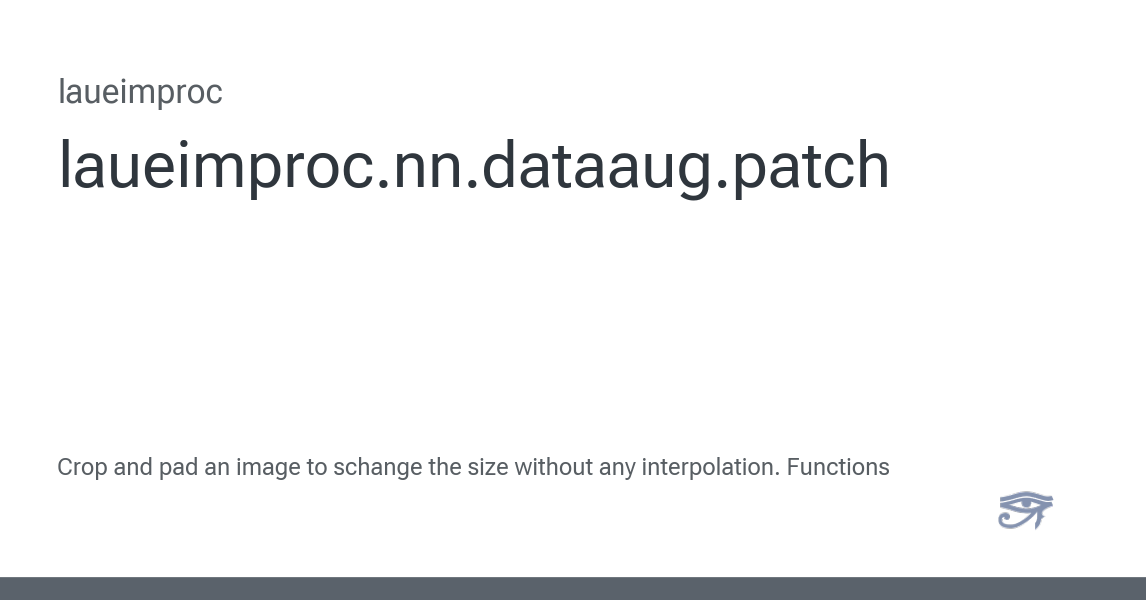 laueimproc
laueimproc.nn.dataaug.patch
Crop and pad an image to schange the size without any interpolation. Functions